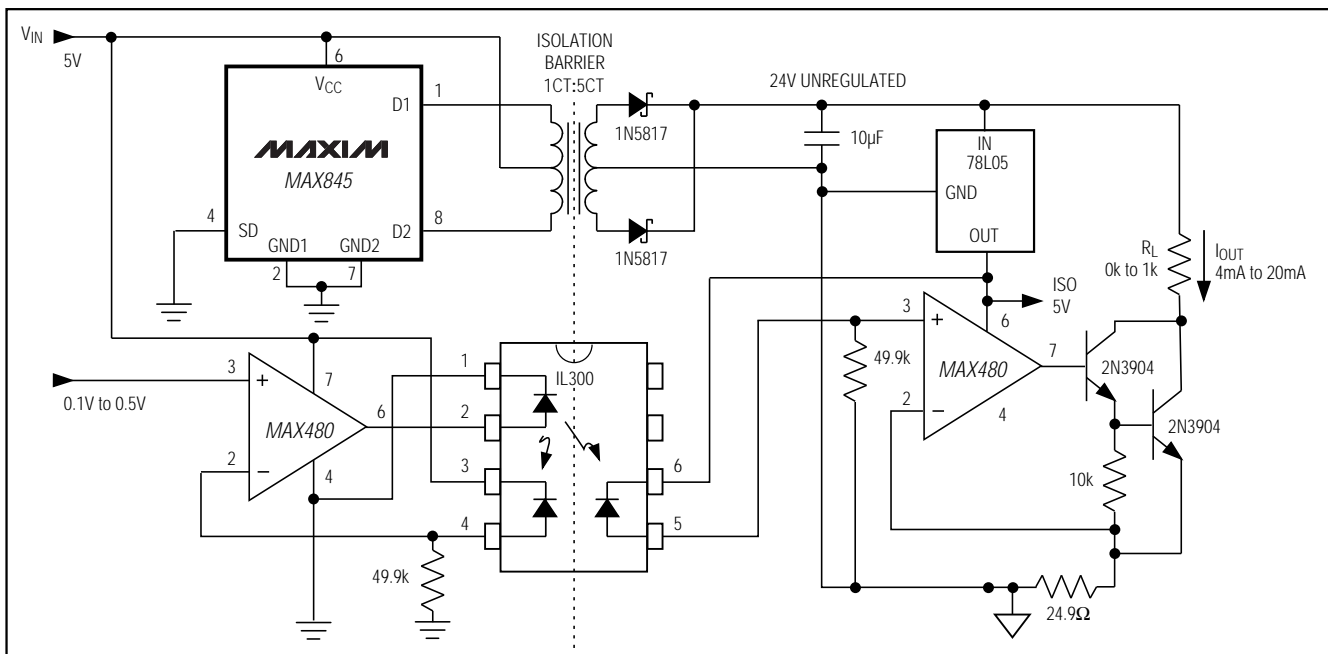 VIN
5V
6
VCC
D1
1
MAXIM
MAX845
4
SD
GND1
GND2
D2
8
2
7
ISOLATION
BARRIER
1CT:5CT
1N5817
1N5817
24V UNREGULATED
10µF
IN
78L05
GND
OUT
RL
0k to 1k
IOUT
4mA to 20mA
ISO
5V
3
0.1V to 0.5V
+
7
MAX480
6
2
−
4
49.9k
1
2
3
4
IL300
6
5
49.9k
3
+
6
MAX480
7
2
−
4
2N3904
2N3904
10k
24.9Ω